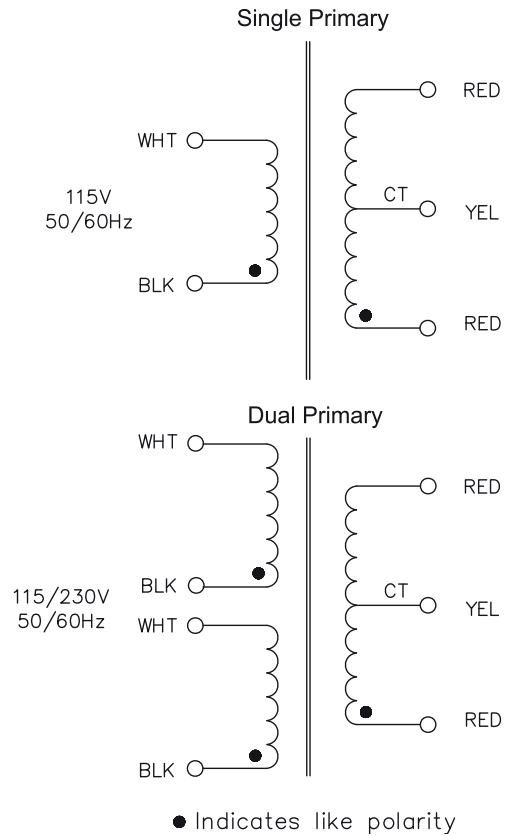 Single Primary
RED
WHT
115V
50/60Hz
CT
YEL
BLK
RED
Dual Primary
WHT
RED
BLK
115/230V
50/60Hz
WHT
CT
YEL
RED
BLK
Indicates like polarity